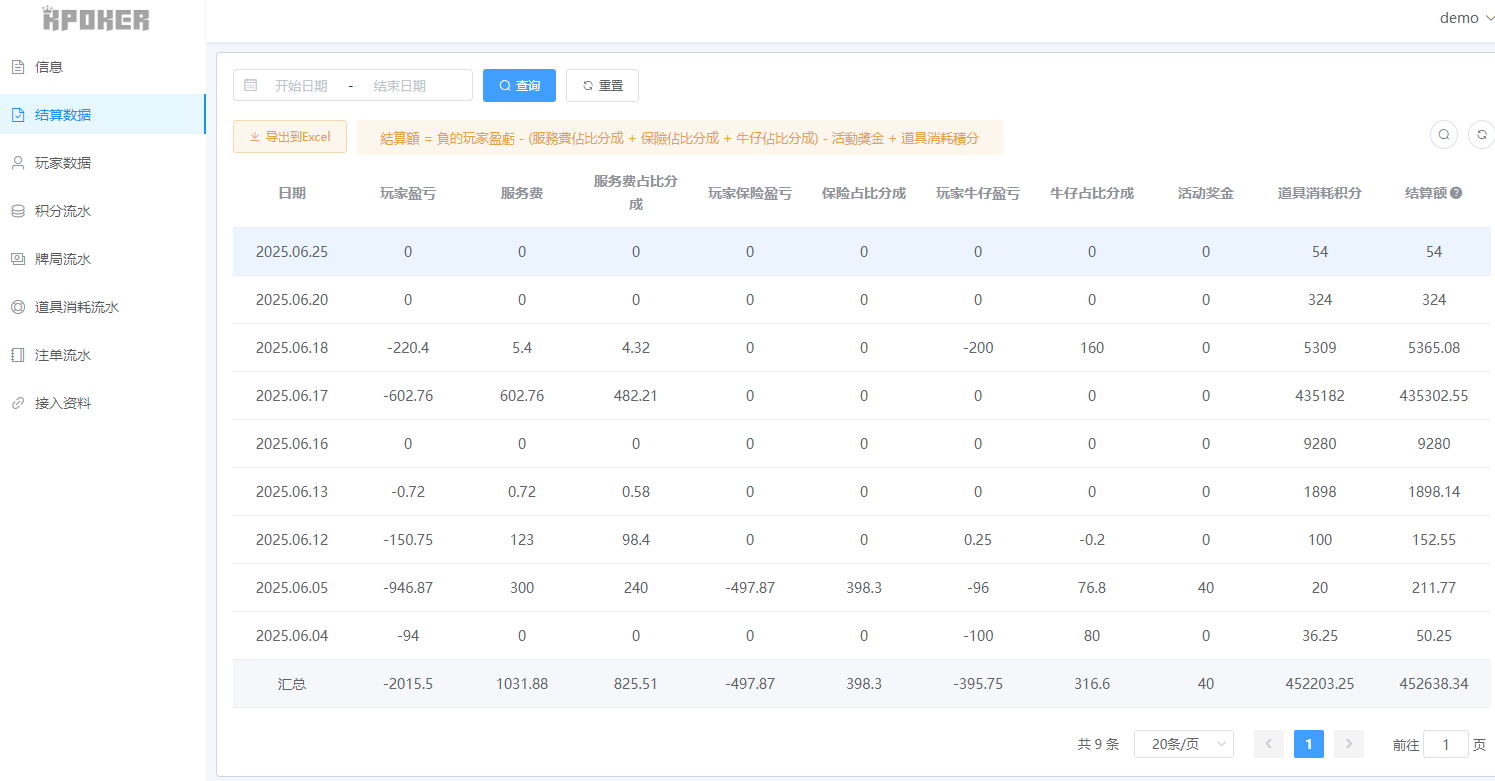 KPOKER
demo
信息
结算数据
玩家数据
积分流水
牌局流水
道具消耗流水
注单流水
接入资料
开始日期 - 结束日期 查询 重置
导出到Excel 結算額 = 負的玩家盈虧 - (服務費佔比分成 + 保險佔比分成 + 牛仔佔比分成) - 活動獎金 + 道具消耗積分
日期 玩家盈亏 服务费 服务费占比分成 玩家保险盈亏 保险占比分成 玩家牛仔盈亏 牛仔占比分成 活动奖金 道具消耗积分 结算额
2025.06.25 0 0 0 0 0 0 0 0 54 54
2025.06.20 0 0 0 0 0 0 0 0 324 324
2025.06.18 -220.4 5.4 4.32 0 0 -200 160 0 5309 5365.08
2025.06.17 -602.76 602.76 482.21 0 0 0 0 0 435182 435302.55
2025.06.16 0 0 0 0 0 0 0 0 9280 9280
2025.06.13 -0.72 0.72 0.58 0 0 0 0 0 1898 1898.14
2025.06.12 -150.75 123 98.4 0 0 0.25 -0.2 0 100 152.55
2025.06.05 -946.87 300 240 -497.87 398.3 -96 76.8 40 20 211.77
2025.06.04 -94 0 0 0 0 -100 80 0 36.25 50.25
汇总 -2015.5 1031.88 825.51 -497.87 398.3 -395.75 316.6 40 452203.25 452638.34
共 9 条 20条/页 1 前往 1 页